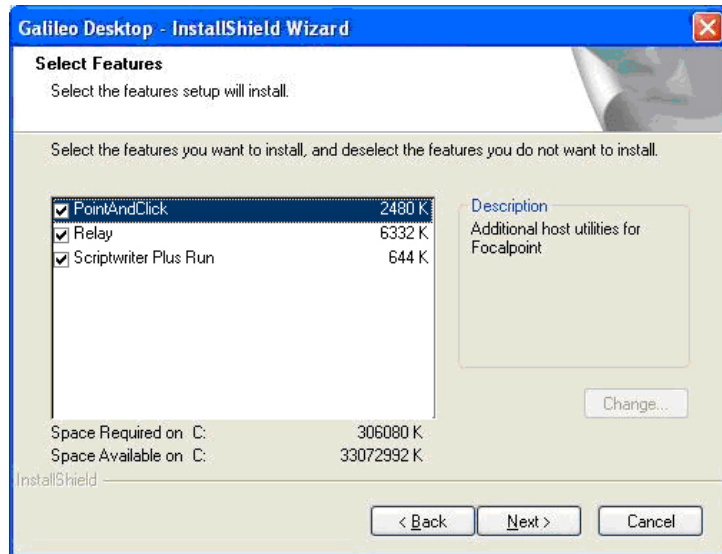 Galileo Desktop - InstallShield Wizard
Select Features
Select the features setup will install.
Select the features you want to install, and deselect the features you do not want to install.
PointAndClick 2480 K
Relay 6332 K
Scriptwriter Plus Run 644 K
Description
Additional host utilities for
Focalpoint
Change...
Space Required on C: 306080 K
Space Available on C: 33072992 K
InstallShield
< Back
Next >
Cancel